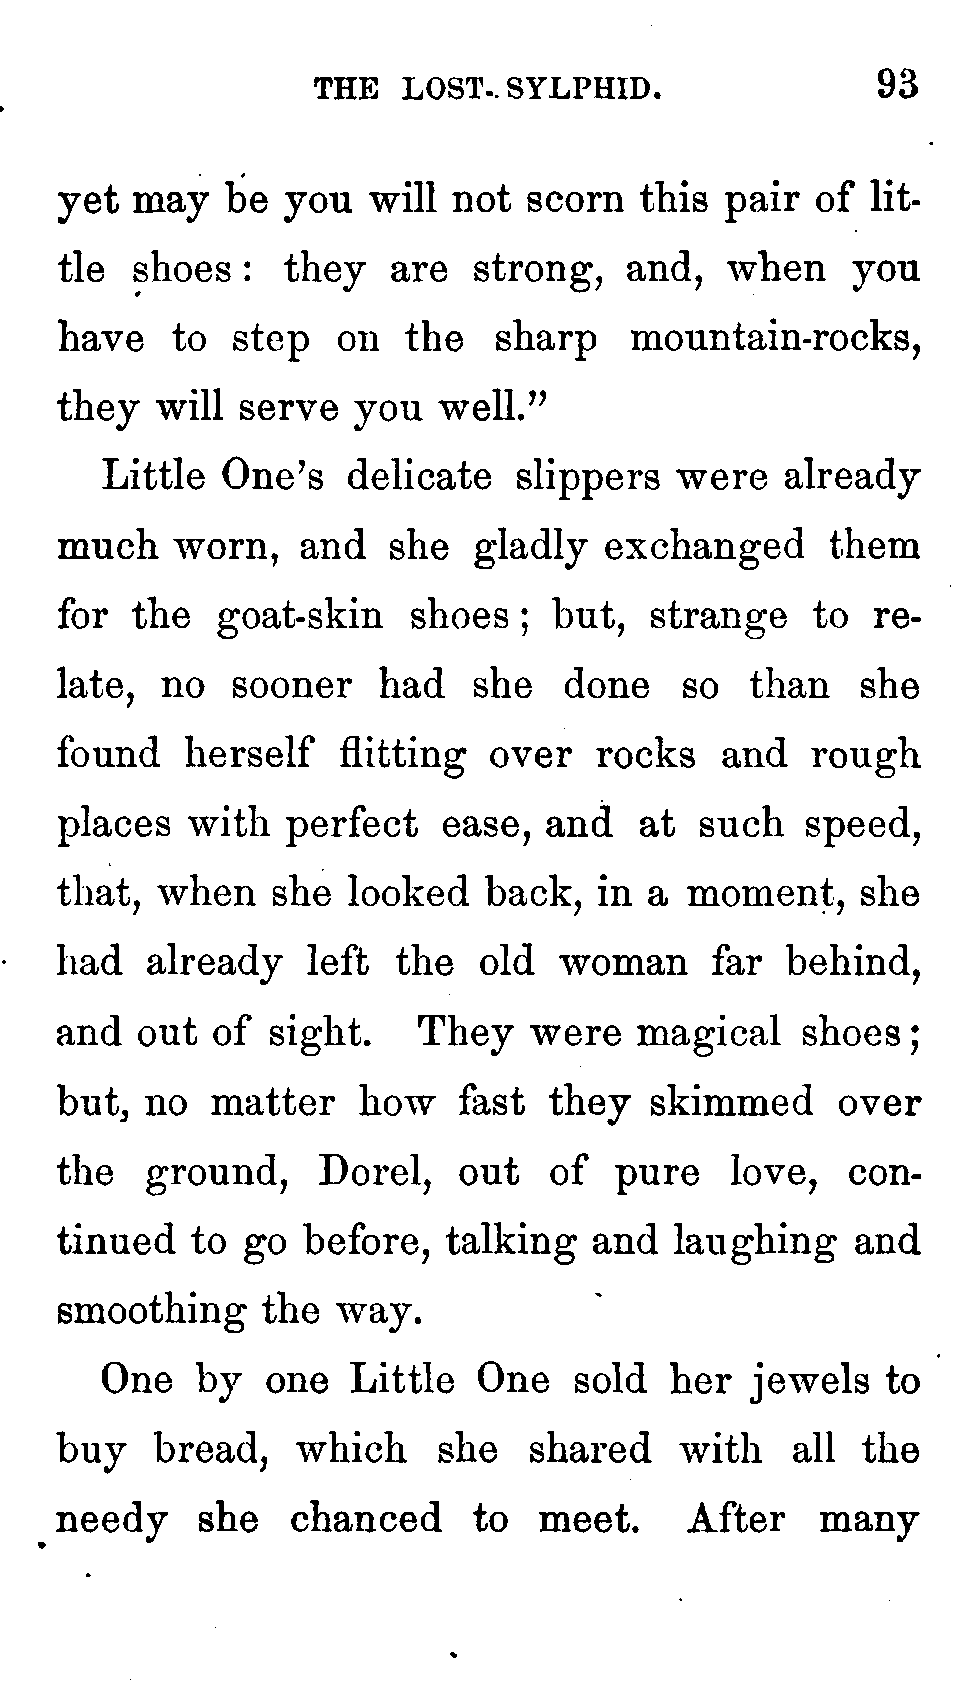 THE LOST SYLPHID. 93
yet may be you will not scorn this pair of lit-
tle shoes: they are strong, and, when you
have to step on the sharp mountain-rocks,
they will serve you well."
Little One's delicate slippers were already
much worn, and she gladly exchanged them
for the goat-skin shoes; but, strange to re-
late, no sooner had she done so than she
found herself flitting over rocks and rough
places with perfect ease, and at such speed,
that, when she looked back, in a moment, she
had already left the old woman far behind,
and out of sight. They were magical shoes;
but, no matter how fast they skimmed over
the ground, Dorel, out of pure love, con-
tinued to go before, talking and laughing and
smoothing the way.
One by one Little One sold her jewels to
buy bread, which she shared with all the
needy she chanced to meet. After many